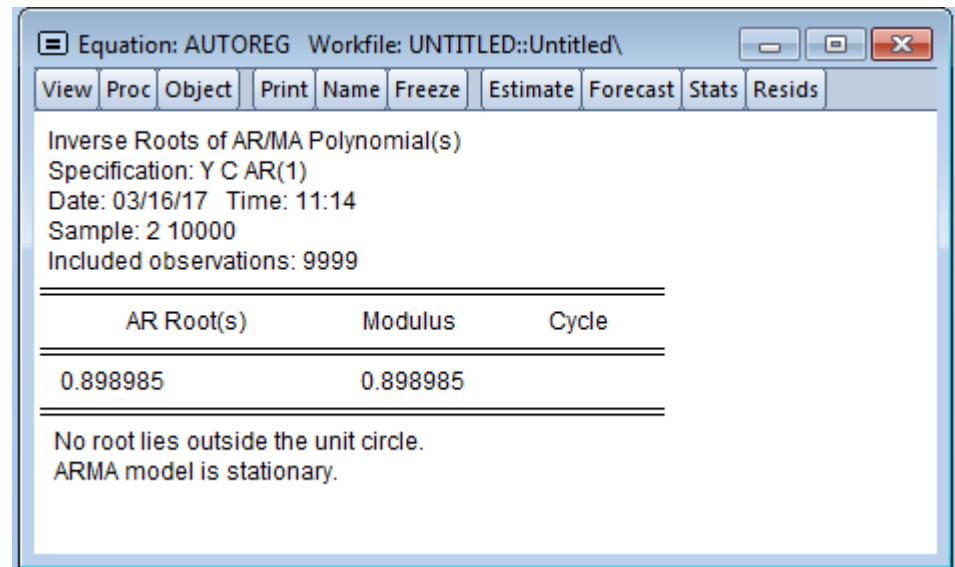 Equation: AUTOREG Workfile: UNTITLED::Untitled\
View Proc Object Print Name Freeze Estimate Forecast Stats Resids
Inverse Roots of AR/MA Polynomial(s)
Specification: Y C AR(1)
Date: 03/16/17 Time: 11:14
Sample: 2 10000
Included observations: 9999
AR Root(s) Modulus Cycle
0.898985 0.898985
No root lies outside the unit circle.
ARMA model is stationary.